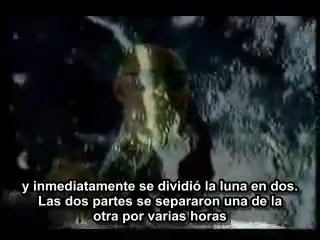 y inmediatamente se dividió la luna en dos.
Las dos partes se separaron una de la
otra por varias horas